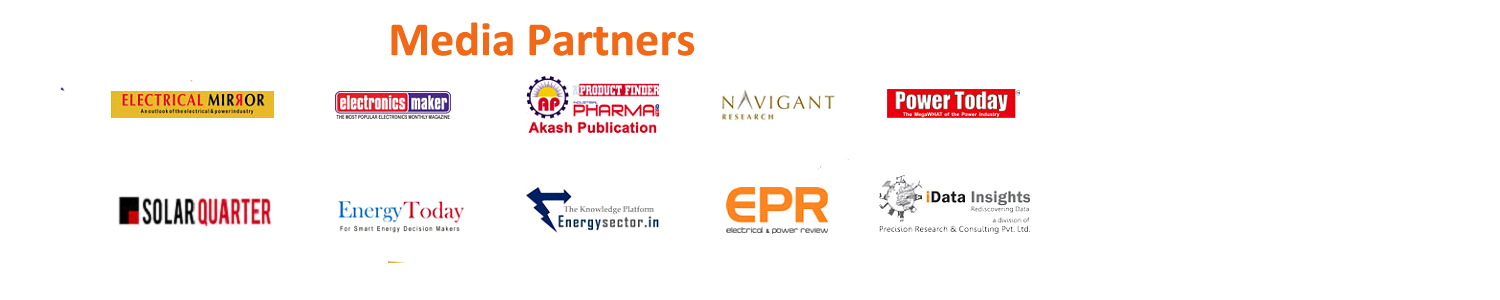 Media Partners
ELECTRICAL MIRROR
An outlook of the electrical & power industry
electronics maker
THE MOST POPULAR ELECTRONICS MONTHLY MAGAZINE
AP
PRODUCT FINDER
INDUSTRIAL
PHARMA
Akash Publication
NAVIGANT
RESEARCH
Power Today
The MegaWHAT of the Power Industry
SOLAR QUARTER
EnergyToday
For Smart Energy Decision Makers
The Knowledge Platform
Energysector.in
EPR
electrical & power review
iData Insights
Rediscovering Data
a division of
Precision Research & Consulting Pvt. Ltd.